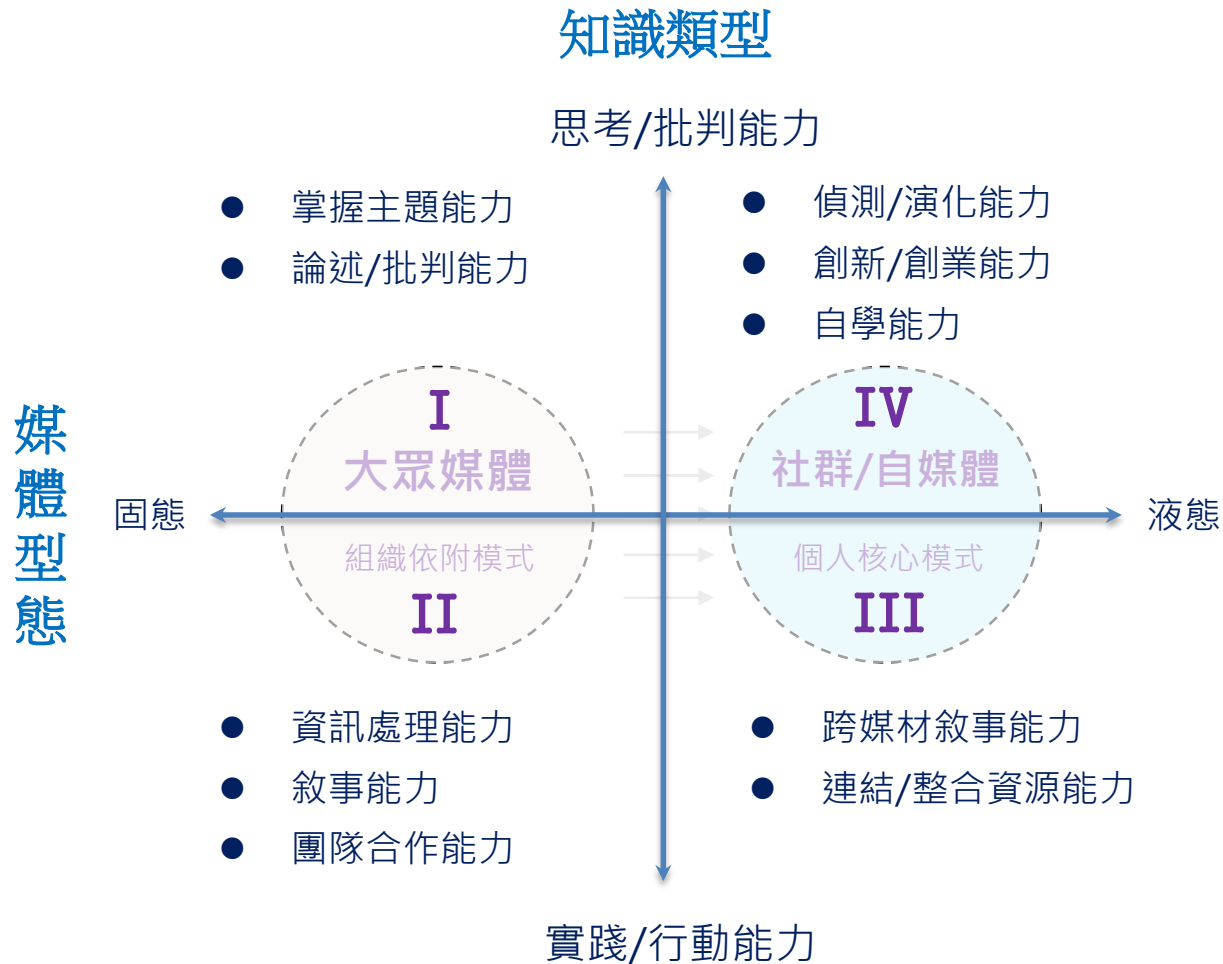 知識類型
思考/批判能力
● 掌握主題能力
● 論述/批判能力
● 偵測/演化能力
● 創新/創業能力
● 自學能力
媒體型態
固態
液態
I
大眾媒體
組織依附模式
II
IV
社群/自媒體
個人核心模式
III
● 資訊處理能力
● 敘事能力
● 團隊合作能力
● 跨媒材敘事能力
● 連結/整合資源能力
實踐/行動能力